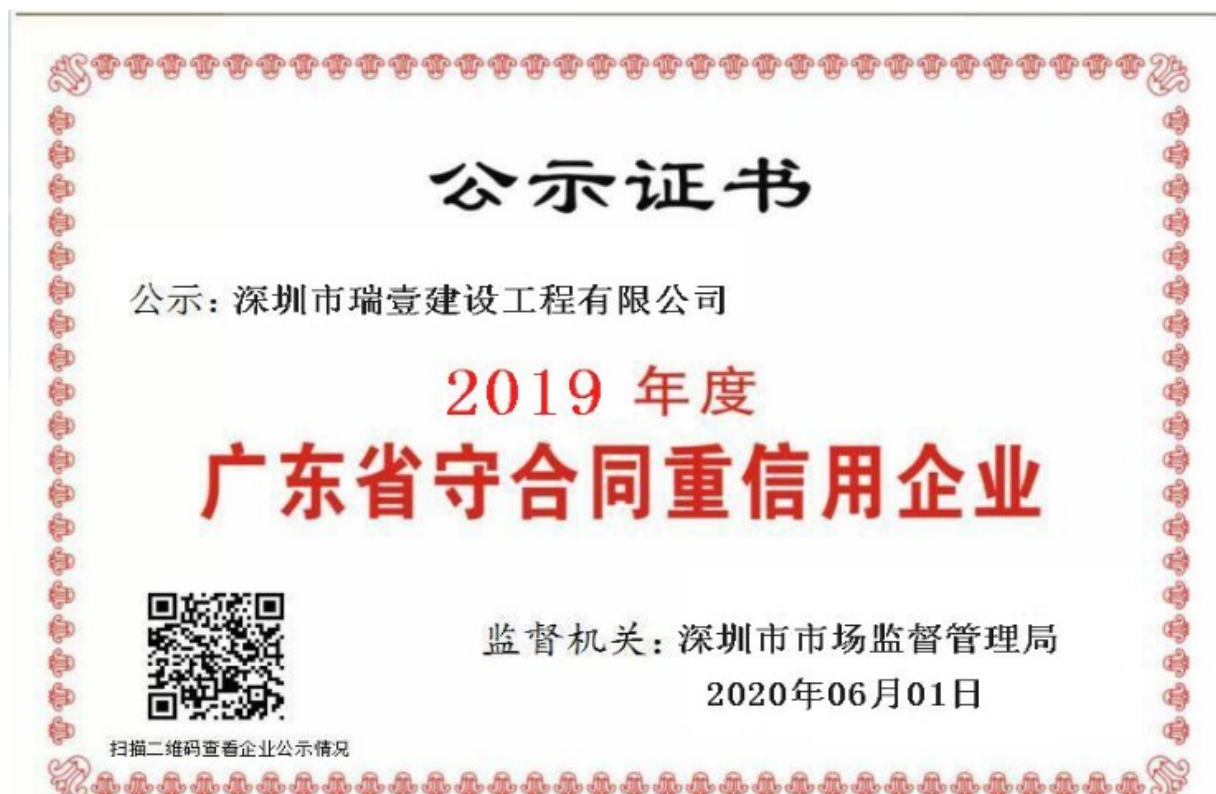 公示证书
公示：深圳市瑞壹建设工程有限公司
2019 年度
广东省守合同重信用企业
监督机关：深圳市市场监督管理局
2020年06月01日
扫描二维码查看企业公示情况